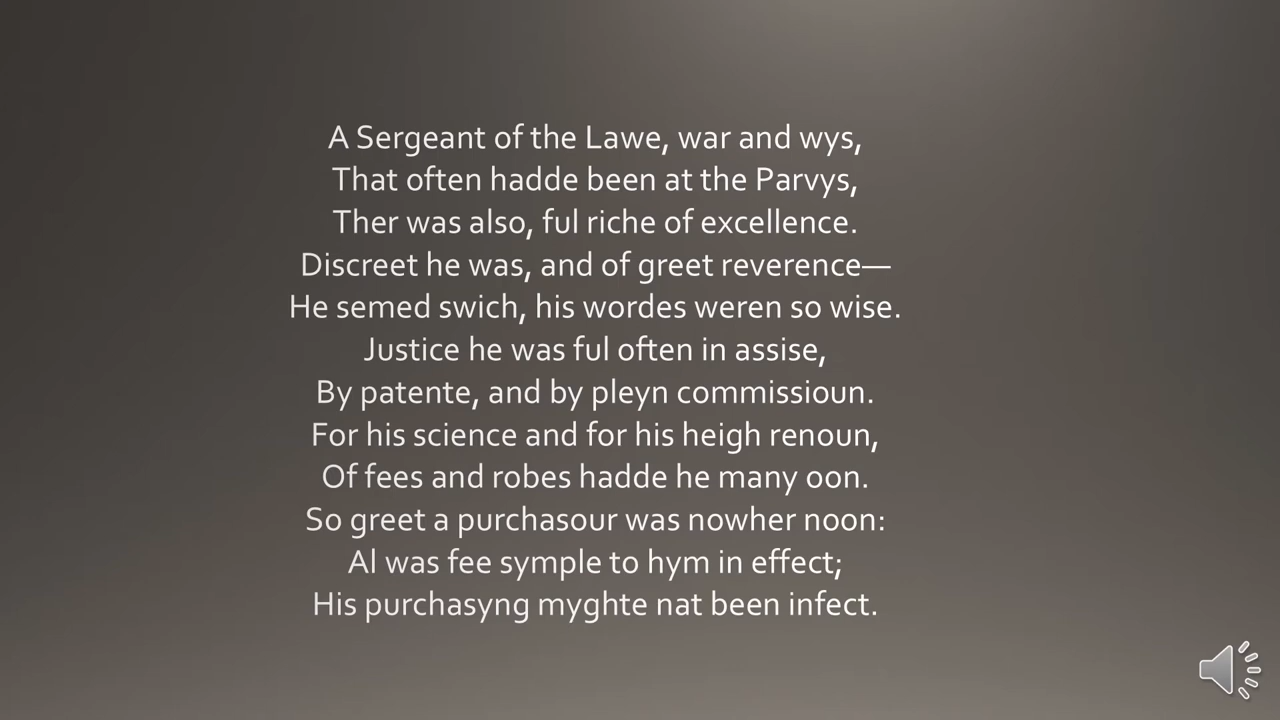 A Sergeant of the Lawe, war and wys,
That often hadde been at the Parvys,
Ther was also, ful riche of excellence.
Discreet he was, and of greet reverence—
He semed swich, his wordes weren so wise.
Justice he was ful often in assise,
By patente, and by pleyn commissioun.
For his science and for his heigh renoun,
Of fees and robes hadde he many oon.
So greet a purchasour was nowher noon:
Al was fee symple to hym in effect;
His purchasyng myghte nat been infect.